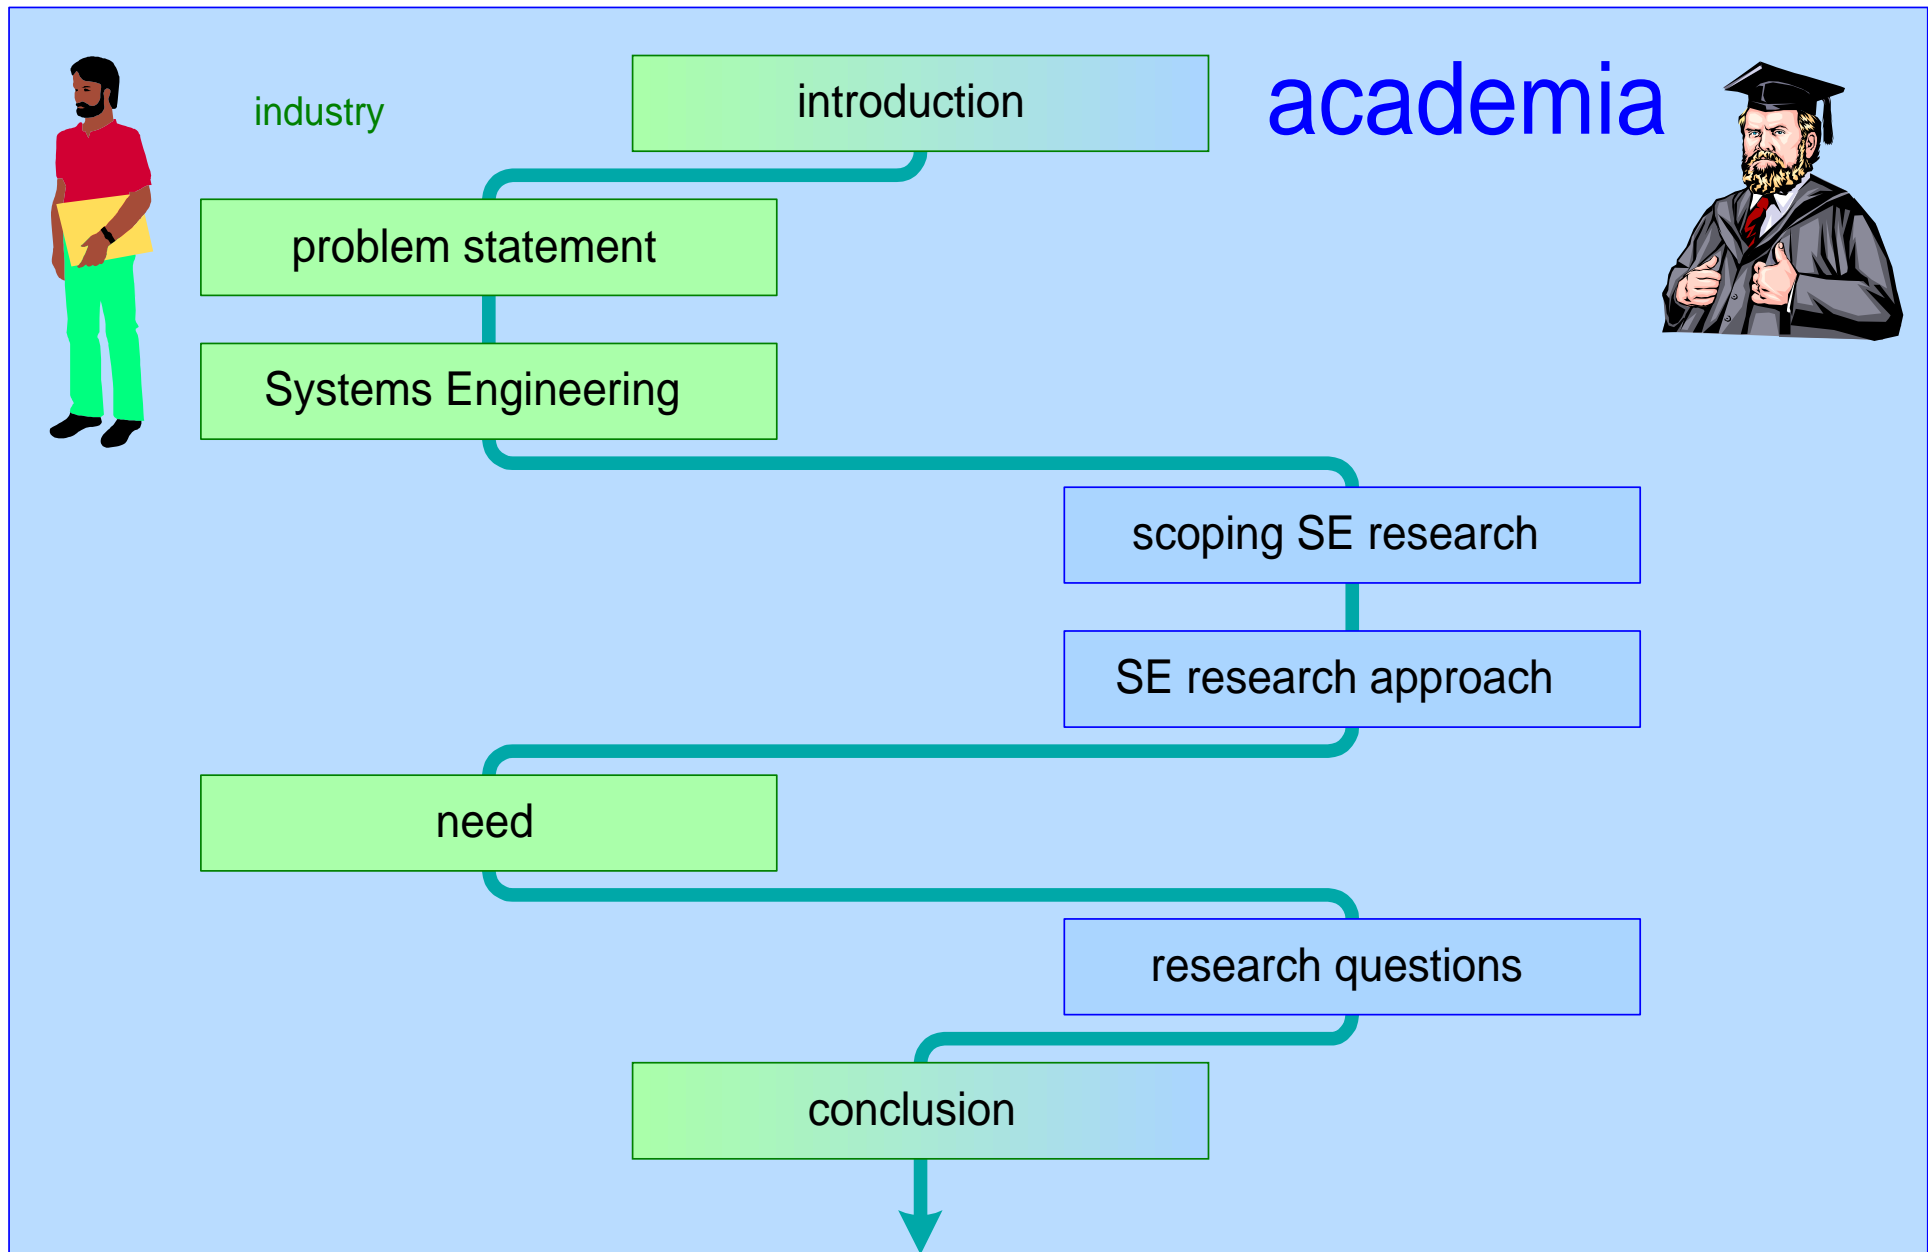 industry
introduction
academia
problem statement
Systems Engineering
scoping SE research
SE research approach
need
research questions
conclusion